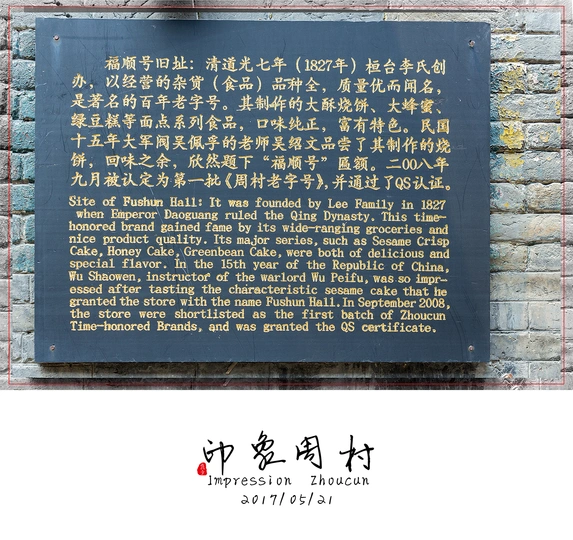 福顺号旧址：清道光七年（1827年）桓台李氏创
办，以经营的杂货（食品）品种全，质量优而闻名，
是著名的百年老字号。其制作的大酥烧饼、大蜂蜜、
绿豆糕等面点系列食品，口味纯正，富有特色。民国
十五年大军阀吴佩孚的老师吴绍文品尝了其制作的烧
饼，回味之余，欣然题下“福顺号”匾额。二00八年
九月被认定为第一批《周村老字号》，并通过了QS认证。
Site of Fushun Hall: It was founded by Lee Family in 1827
when Emperor Daoguang ruled the Qing Dynasty. This time-
honored brand gained fame by its wide-ranging groceries and
nice product quality. Its major series, such as Sesame Crisp
Cake, Honey Cake, Greenbean Cake, were both of delicious and
special flavor. In the 15th year of the Republic of China,
Wu Shaowen, instructor of the warlord Wu Peifu, was so impr-
essed after tasting the characteristic sesame cake that he
granted the store with the name Fushun Hall. In September 2008,
the store were shortlisted as the first batch of Zhoucun
Time-honored Brands, and was granted the QS certificate.
印象周村
Impression Zhoucun
2017/05/21